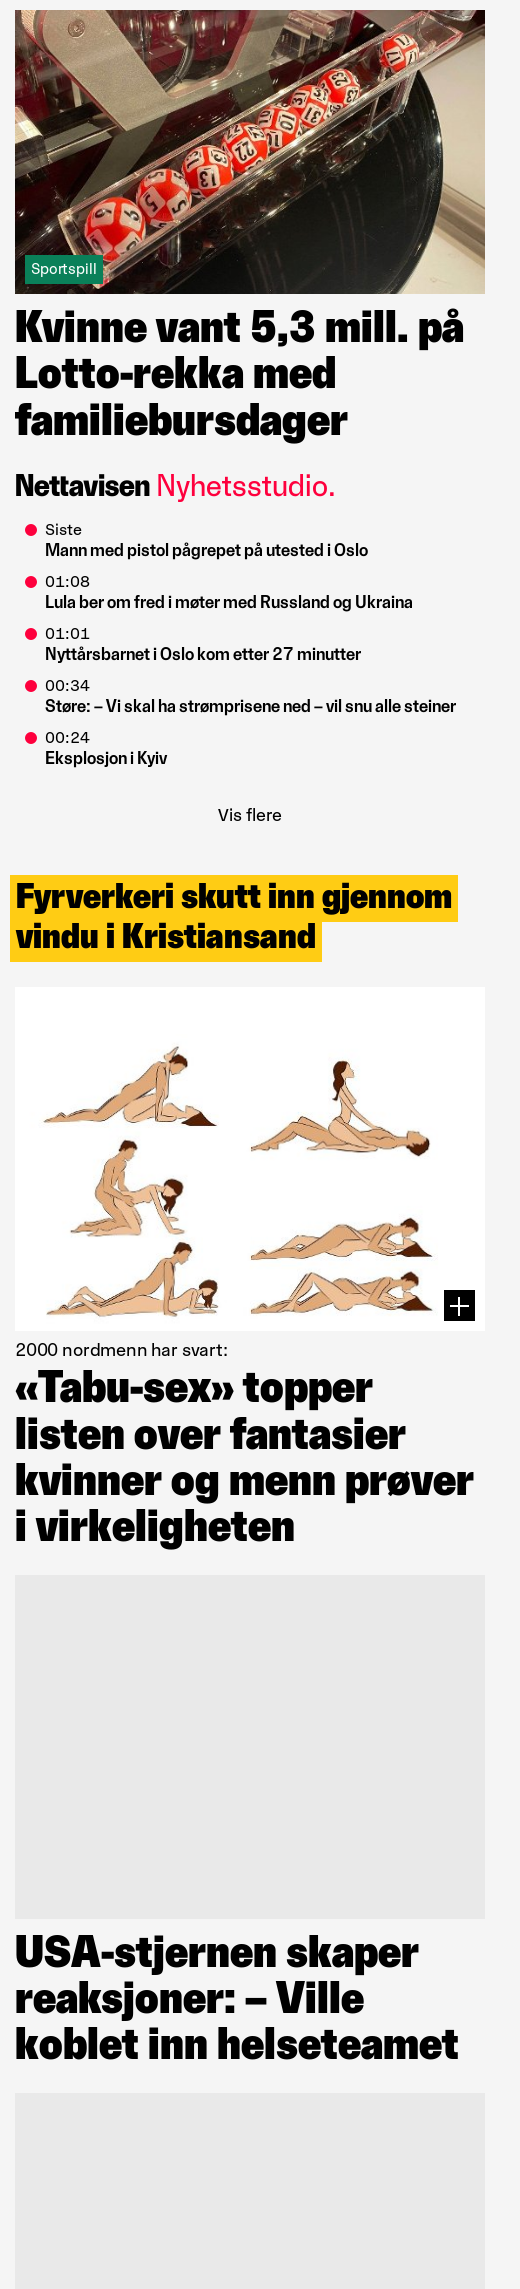 Sportspill
Kvinne vant 5,3 mill. på
Lotto-rekka med
familiebursdager
Nettavisen Nyhetsstudio.
Siste
Mann med pistol pågrepet på utested i Oslo
01:08
Lula ber om fred i møter med Russland og Ukraina
01:01
Nyttårsbarnet i Oslo kom etter 27 minutter
00:34
Støre: – Vi skal ha strømprisene ned – vil snu alle steiner
00:24
Eksplosjon i Kyiv
Vis flere
Fyrverkeri skutt inn gjennom
vindu i Kristiansand
2000 nordmenn har svart:
«Tabu-sex» topper
listen over fantasier
kvinner og menn prøver
i virkeligheten
USA-stjernen skaper
reaksjoner: – Ville
koblet inn helseteamet